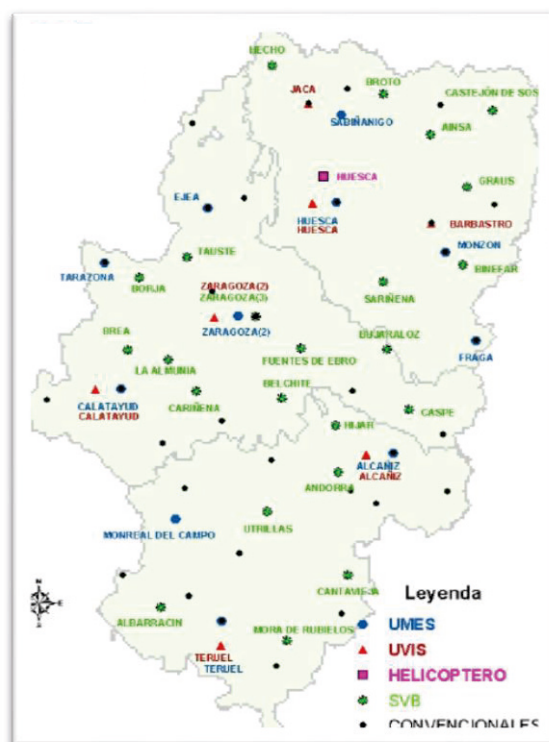 HECHO
JACA
BROTO
CASTEJÓN DE SOS
SABIÑANIGO
AINSA
HUESCA
GRAUS
EJEA
HUESCA
HUESCA
BARBASTRO
MONZON
TAUSTE
TARAZONA
BORJA
BINEFAR
ZARAGOZA(2)
ZARAGOZA(3)
SARIÑENA
ZARAGOZA(2)
BREA
BUJARALOZ
LA ALMUNIA
FUENTES DE EBRO
FRAGA
CALATAYUD
CALATAYUD
CARIÑENA
BELCHITE
CASPE
HIJAR
ALCAÑIZ
ALCAÑIZ
ANDORRA
MONREAL DEL CAMPO
UTRILLAS
CANTAVIEJA
ALBARRACIN
MORA DE RUBIELOS
TERUEL
TERUEL
N
Leyenda
UMES
UVIS
HELICOPTERO
SVB
CONVENCIONALES